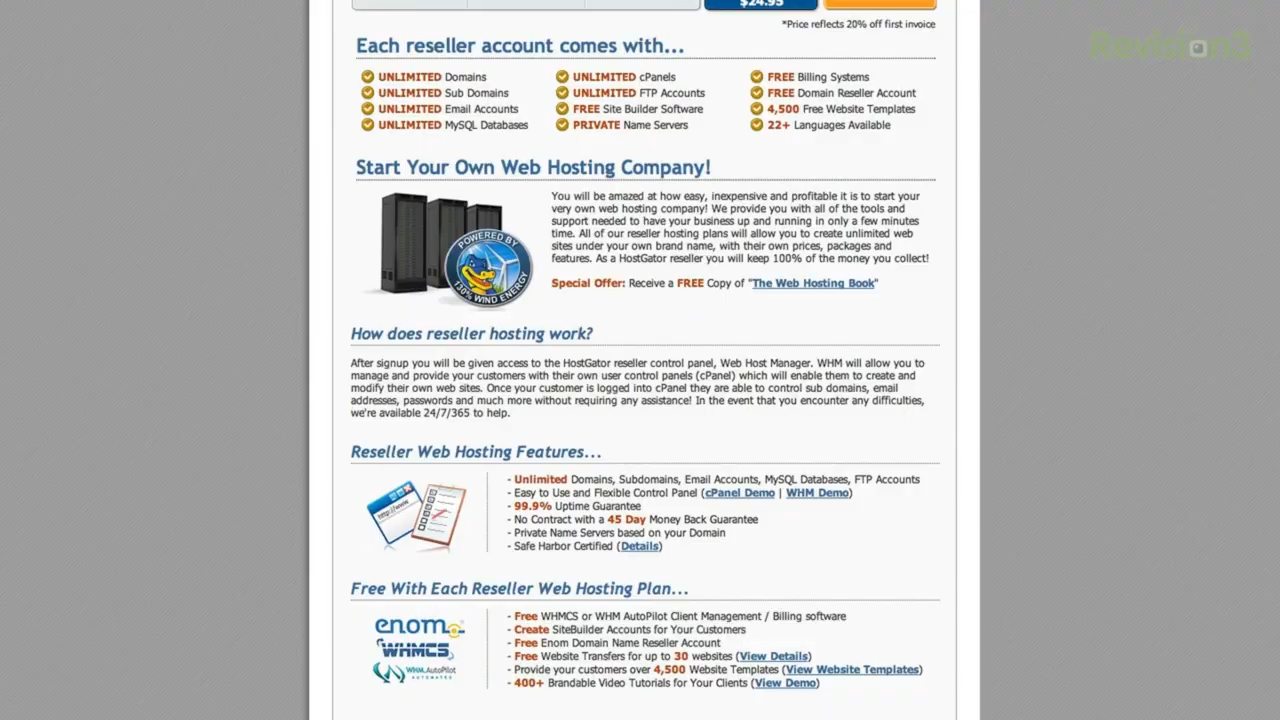 $24.95
*Price reflects 20% off first invoice
Revision3
Each reseller account comes with...
UNLIMITED Domains
UNLIMITED cPanels
FREE Billing Systems
UNLIMITED Sub Domains
UNLIMITED FTP Accounts
FREE Domain Reseller Account
UNLIMITED Email Accounts
FREE Site Builder Software
4,500 Free Website Templates
UNLIMITED MySQL Databases
PRIVATE Name Servers
22+ Languages Available
Start Your Own Web Hosting Company!
You will be amazed at how easy, inexpensive and profitable it is to start your
very own web hosting company! We provide you with all of the tools and
support needed to have your business up and running in only a few minutes
time. All of our reseller hosting plans will allow you to create unlimited web
sites under your own brand name, with their own prices, packages and
features. As a HostGator reseller you will keep 100% of the money you collect!
POWERED BY
130% WIND ENERGY
Special Offer: Receive a FREE Copy of "The Web Hosting Book"
How does reseller hosting work?
After signup you will be given access to the HostGator reseller control panel, Web Host Manager. WHM will allow you to
manage and provide your customers with their own user control panels (cPanel) which will enable them to create and
modify their own web sites. Once your customer is logged into cPanel they are able to control sub domains, email
addresses, passwords and much more without requiring any assistance! In the event that you encounter any difficulties,
we're available 24/7/365 to help.
Reseller Web Hosting Features...
http://www
- Unlimited Domains, Subdomains, Email Accounts, MySQL Databases, FTP Accounts
- Easy to Use and Flexible Control Panel (cPanel Demo | WHM Demo)
- 99.9% Uptime Guarantee
- No Contract with a 45 Day Money Back Guarantee
- Private Name Servers based on your Domain
- Safe Harbor Certified (Details)
Free With Each Reseller Web Hosting Plan...
enom
WHMCS
WHM.AutoPilot
AUTOMATED
- Free WHMCS or WHM AutoPilot Client Management / Billing software
- Create SiteBuilder Accounts for Your Customers
- Free Enom Domain Name Reseller Account
- Free Website Transfers for up to 30 websites (View Details)
- Provide your customers over 4,500 Website Templates (View Website Templates)
- 400+ Brandable Video Tutorials for Your Clients (View Demo)